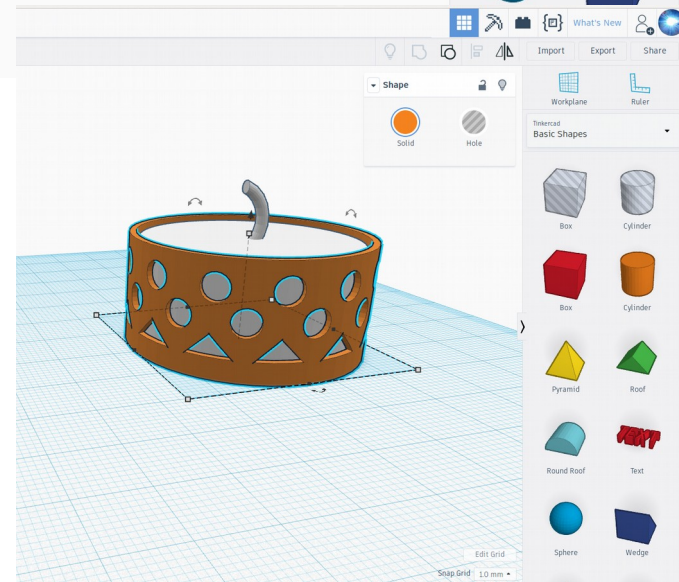 What's New
Import Export Share
Shape
Solid Hole
Workplane Ruler
Tinkercad
Basic Shapes
Box Cylinder
Box Cylinder
Pyramid Roof
TEXT
Round Roof Text
Sphere Wedge
Edit Grid
Snap Grid 1.0 mm